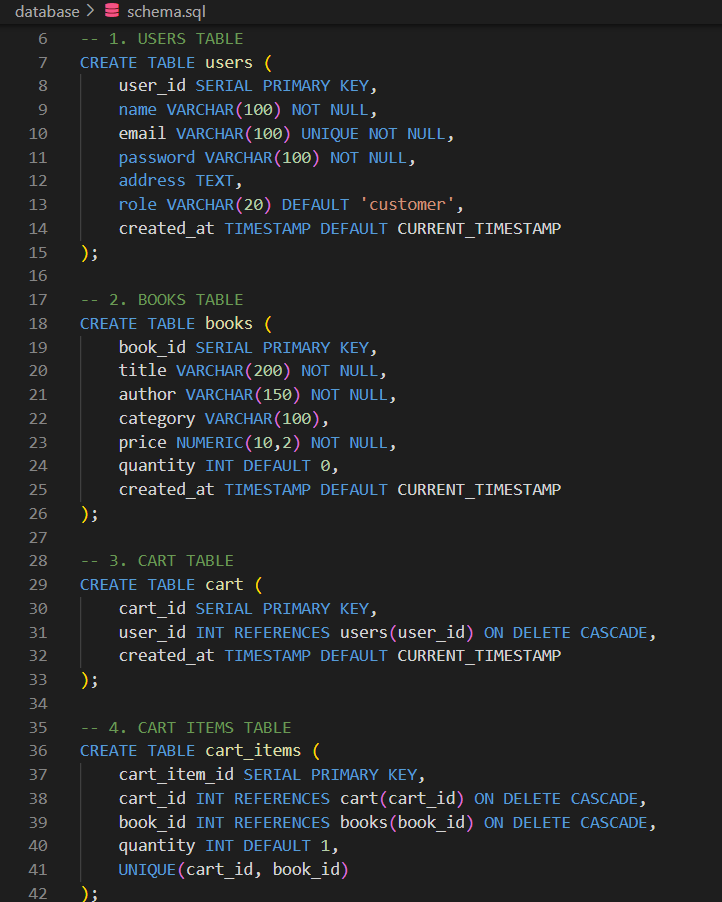 database > schema.sql
6 -- 1. USERS TABLE
7 CREATE TABLE users (
8     user_id SERIAL PRIMARY KEY,
9     name VARCHAR(100) NOT NULL,
10     email VARCHAR(100) UNIQUE NOT NULL,
11     password VARCHAR(100) NOT NULL,
12     address TEXT,
13     role VARCHAR(20) DEFAULT 'customer',
14     created_at TIMESTAMP DEFAULT CURRENT_TIMESTAMP
15 );
16
17 -- 2. BOOKS TABLE
18 CREATE TABLE books (
19     book_id SERIAL PRIMARY KEY,
20     title VARCHAR(200) NOT NULL,
21     author VARCHAR(150) NOT NULL,
22     category VARCHAR(100),
23     price NUMERIC(10,2) NOT NULL,
24     quantity INT DEFAULT 0,
25     created_at TIMESTAMP DEFAULT CURRENT_TIMESTAMP
26 );
27
28 -- 3. CART TABLE
29 CREATE TABLE cart (
30     cart_id SERIAL PRIMARY KEY,
31     user_id INT REFERENCES users(user_id) ON DELETE CASCADE,
32     created_at TIMESTAMP DEFAULT CURRENT_TIMESTAMP
33 );
34
35 -- 4. CART ITEMS TABLE
36 CREATE TABLE cart_items (
37     cart_item_id SERIAL PRIMARY KEY,
38     cart_id INT REFERENCES cart(cart_id) ON DELETE CASCADE,
39     book_id INT REFERENCES books(book_id) ON DELETE CASCADE,
40     quantity INT DEFAULT 1,
41     UNIQUE(cart_id, book_id)
42 );